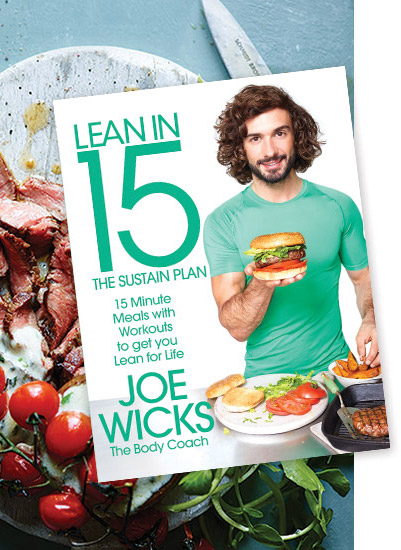 LEAN IN
15
THE SUSTAIN PLAN
15 Minute
Meals with
Workouts
to get you
Lean for Life
JOE
WICKS
The Body Coach